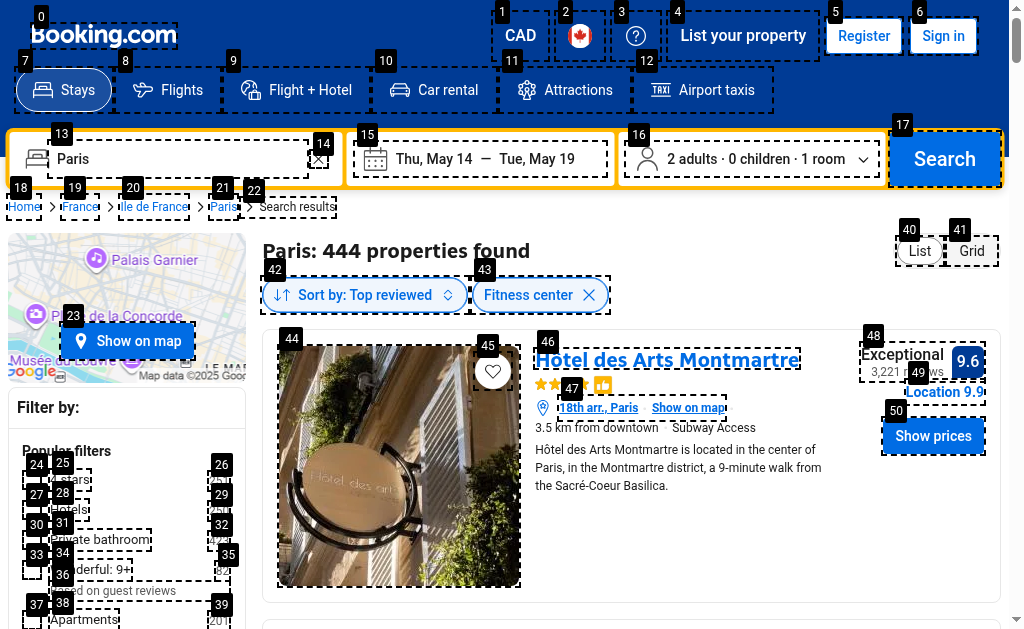 0
Booking.com
1
CAD
2
3
4
List your property
5
Register
6
Sign in
7
Stays
8
Flights
9
Flight + Hotel
10
Car rental
11
Attractions
12
Airport taxis
13
Paris
14
15
Thu, May 14 — Tue, May 19
16
2 adults · 0 children · 1 room
17
Search
18
Home
19
France
20
Ile de France
21
Paris
22
Search results
Palais Garnier
Place de la Concorde
23
Show on map
Musée du
LE MAR
Google
Map data ©2025 Goo
Paris: 444 properties found
40
List
41
Grid
42
Sort by: Top reviewed
43
Fitness center
Filter by:
Popular filters
24
25
stars
26
27
28
Hotels
29
30
31
Private bathroom
32
33
34
Wonderful: 9+
35
82
36
Based on guest reviews
37
38
Apartments
39
201
44
Hôtel des art
45
46
Hôtel des Arts Montmartre
47
18th arr., Paris
Show on map
3.5 km from downtown · Subway Access
Hôtel des Arts Montmartre is located in the center of
Paris, in the Montmartre district, a 9-minute walk from
the Sacré-Coeur Basilica.
48
Exceptional
3,221 reviews
9.6
49
Location 9.9
50
Show prices